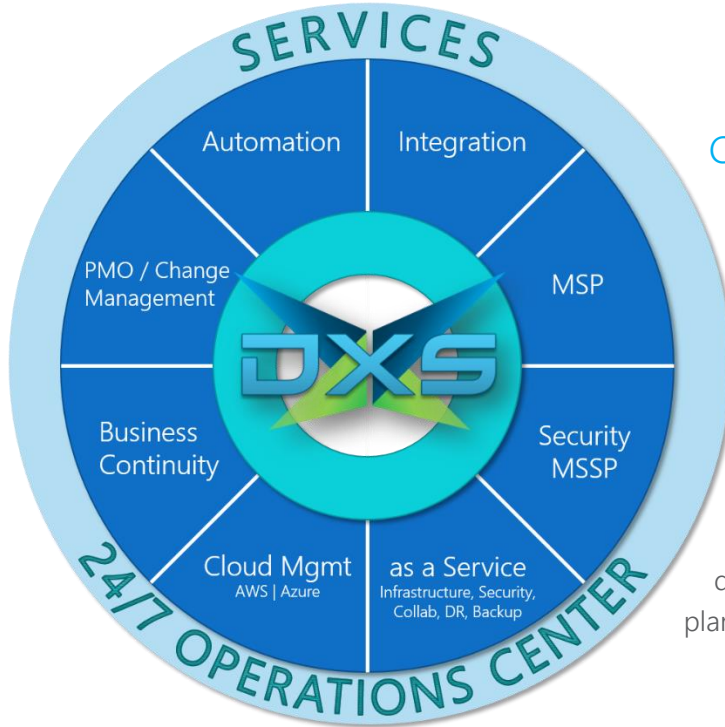 SERVICES
Automation
Integration
PMO / Change
Management
MSP
DXS
Business
Continuity
Security
MSSP
Cloud Mgmt
AWS | Azure
as a Service
Infrastructure, Security,
Collab, DR, Backup
24/7 OPERATIONS CENTER